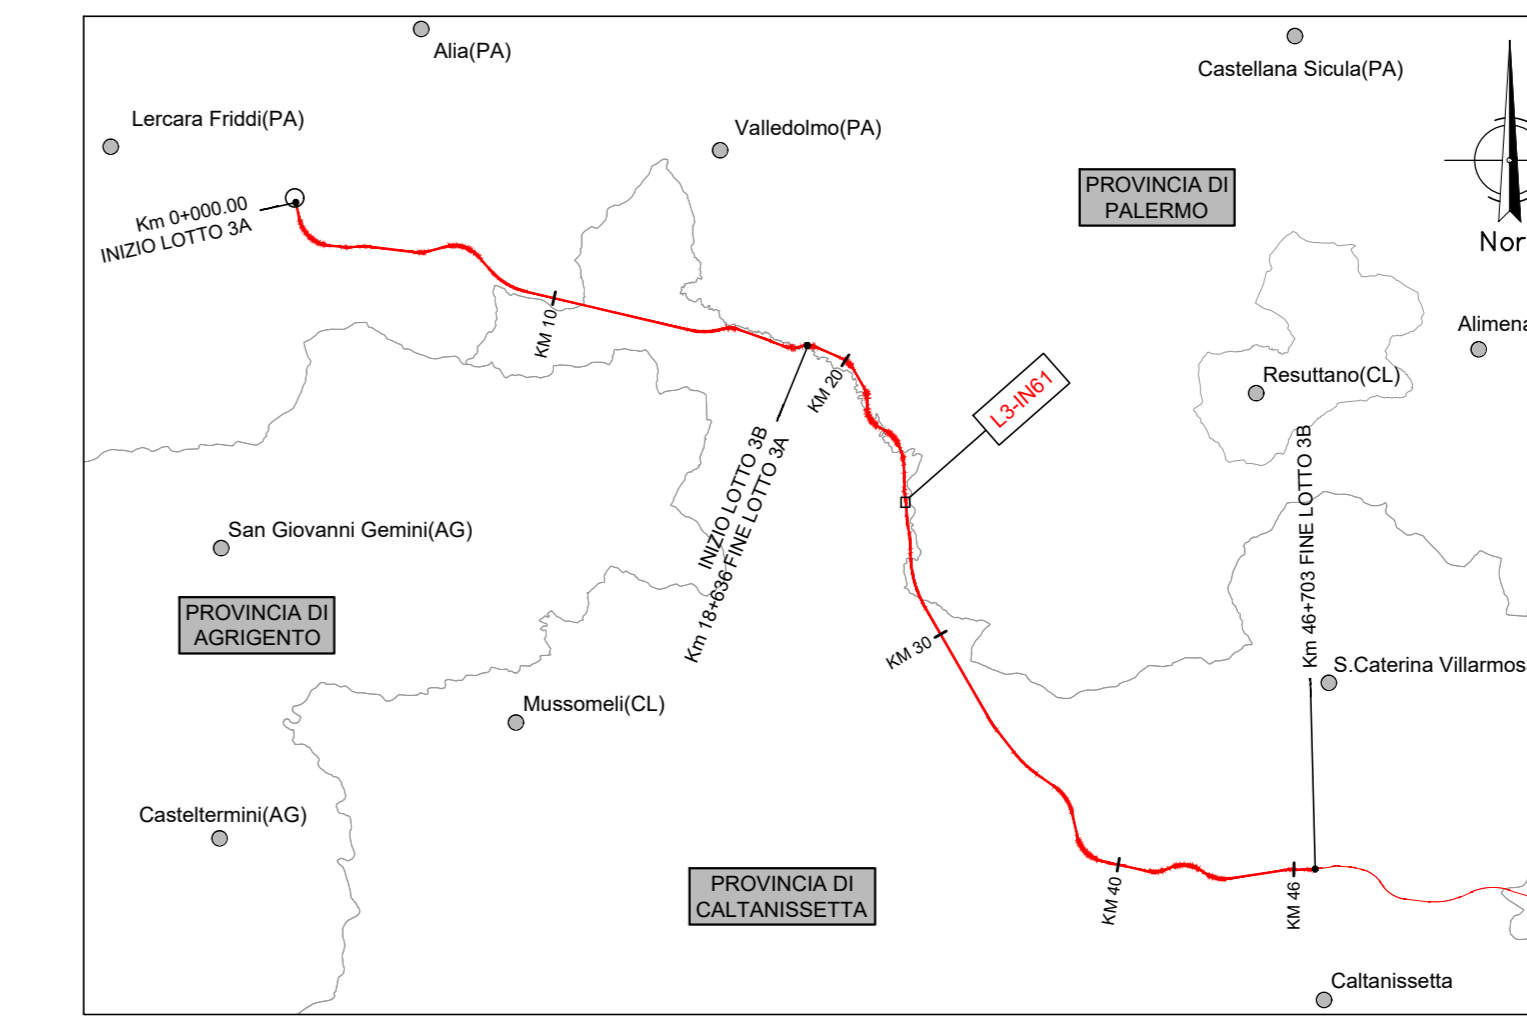 Alia(PA)
Castellana Sicula(PA)
Lercara Friddi(PA)
Valledolmo(PA)
PROVINCIA DI
PALERMO
Km 0+000.00
INIZIO LOTTO 3A
Nor
KM 10
Alimena
KM 20
Resuttano(CL)
L3-IN61
INIZIO LOTTO 3B
Km 18+636 FINE LOTTO 3A
Km 46+703 FINE LOTTO 3B
San Giovanni Gemini(AG)
PROVINCIA DI
AGRIGENTO
KM 30
S.Caterina Villarmos
Mussomeli(CL)
Casteltermini(AG)
PROVINCIA DI
CALTANISSETTA
KM 40
KM 46
Caltanissetta